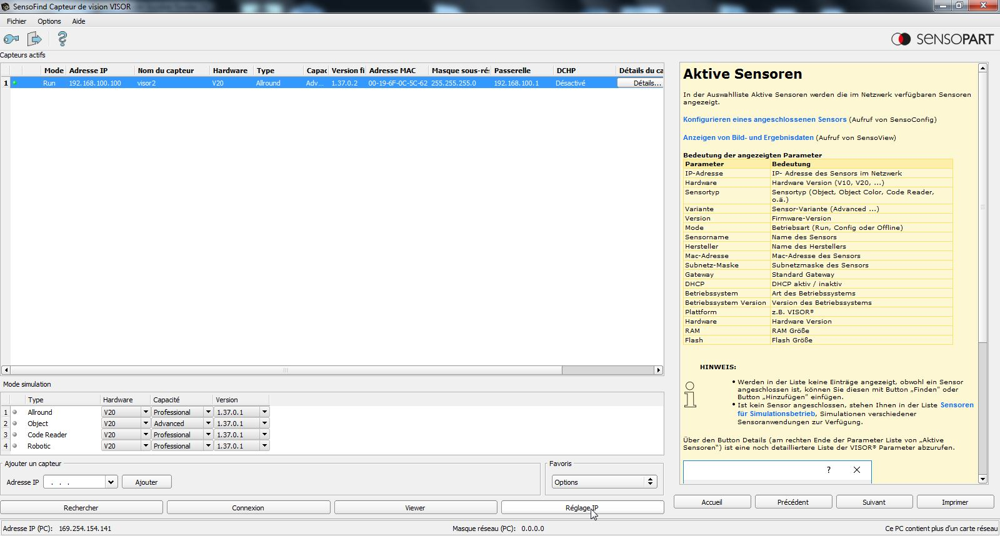 SensoFind Capteur de vision VISOR
Fichier Options Aide
SENSOPART
Capteurs actifs
Mode Adresse IP Nom du capteur Hardware Type Capac Version fi Adresse MAC Masque sous-rés Passerelle DCHP Détails du ca
1 Run 192.168.100.100 visor2 V20 Allround Adv... 1.37.0.2 00-19-6F-0C-5C-62 255.255.255.0 192.168.100.1 Désactivé Détails...
Mode simulation
Type Hardware Capacité Version
1 Allround V20 Professional 1.37.0.1
2 Object V20 Advanced 1.37.0.1
3 Code Reader V20 Professional 1.37.0.1
4 Robotic V20 Professional 1.37.0.1
Ajouter un capteur
Adresse IP . . . Ajouter
Favoris
Options
Rechercher Connexion Viewer Réglage IP
Aktive Sensoren
In der Auswahlliste Aktive Sensoren werden die im Netzwerk verfügbaren Sensoren
angezeigt.
Konfigurieren eines angeschlossenen Sensors (Aufruf von SensoConfig)
Anzeigen von Bild- und Ergebnisdaten (Aufruf von SensoView)
Bedeutung der angezeigten Parameter
Parameter Bedeutung
IP-Adresse IP- Adresse des Sensors im Netzwerk
Hardware Hardware Version (V10, V20, ...)
Sensortyp Sensortyp (Object, Object Color, Code Reader,
o.ä.)
Variante Sensor-Variante (Advanced ...)
Version Firmware-Version
Mode Betriebsart (Run, Config oder Offline)
Sensorname Name des Sensors
Hersteller Name des Herstellers
Mac-Adresse Mac-Adresse des Sensors
Subnetz-Maske Subnetzmaske des Sensors
Gateway Standard Gateway
DHCP DHCP aktiv / inaktiv
Betriebssystem Art des Betriebssystems
Betriebssystem Version Version des Betriebssystems
Plattform z.B. VISOR®
Hardware Hardware Version
RAM RAM Größe
Flash Flash Größe
HINWEIS:
• Werden in der Liste keine Einträge angezeigt, obwohl ein Sensor
angeschlossen ist, können Sie diesen mit Button „Finden" oder
Button „Hinzufügen" einfügen.
• Ist kein Sensor angeschlossen, stehen Ihnen in der Liste Sensoren
für Simulationsbetrieb, Simulationen verschiedener
Sensoranwendungen zur Verfügung.
Über den Button Details (am rechten Ende der Parameter Liste von „Aktive
Sensoren") ist eine noch detailliertere Liste der VISOR® Parameter abzurufen.
?
Accueil Précédent Suivant Imprimer
Adresse IP (PC): 169.254.154.141 Masque réseau (PC): 0.0.0.0 Ce PC contient plus d'un carte réseau